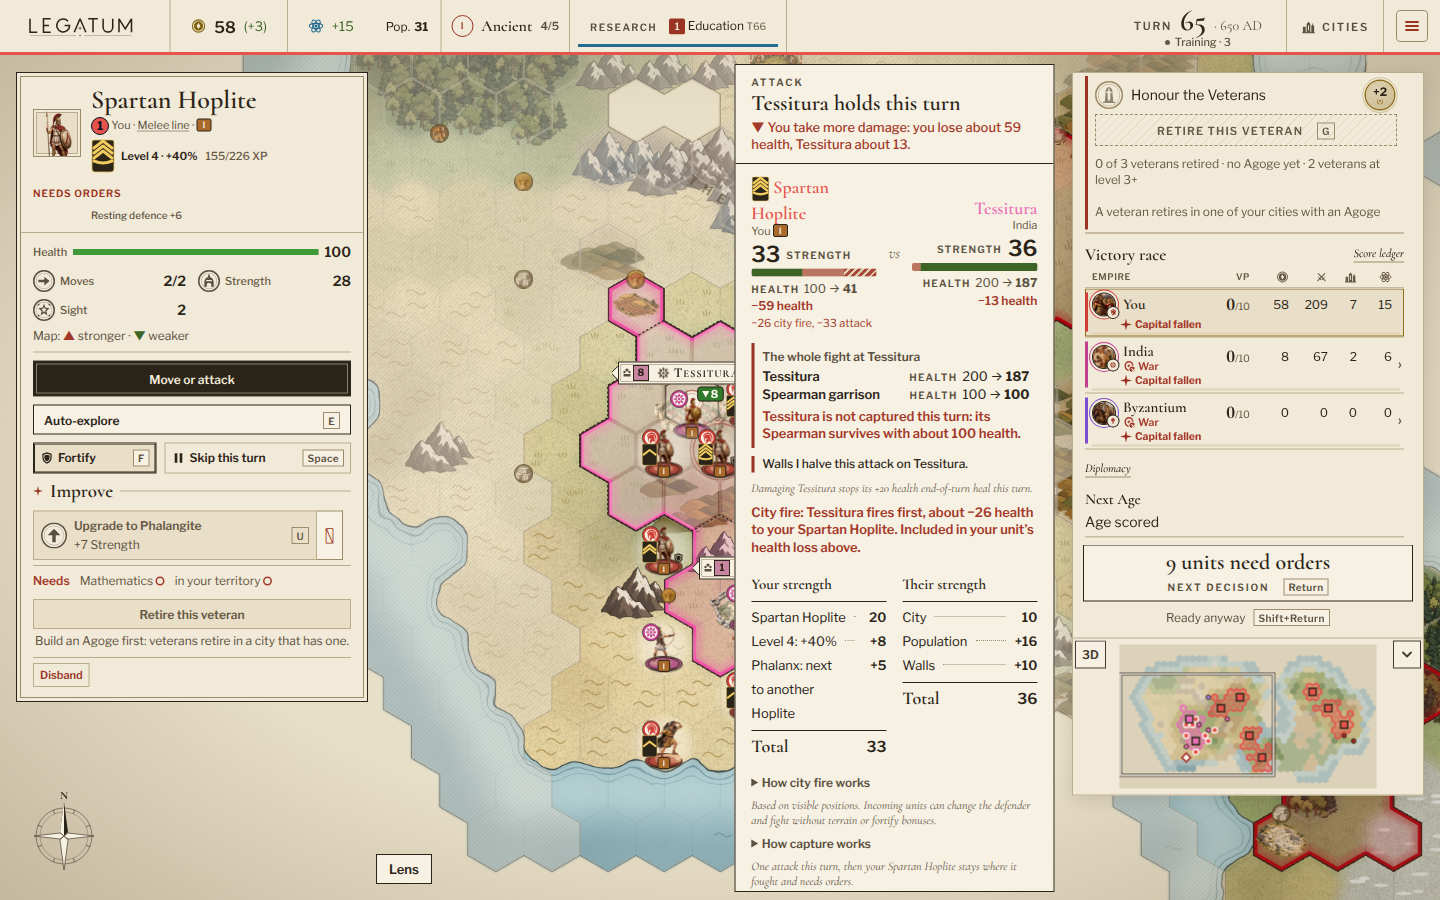 LEGATUM
58 (+3)
+15
Pop. 31
I Ancient 4/5
RESEARCH 1 Education T66
TURN 65 · 650 AD
Training · 3
CITIES
Spartan Hoplite
1 You · Melee line · I
Level 4 · +40% 155/226 XP
NEEDS ORDERS
Resting defence +6
Health 100
Moves 2/2 Strength 28
Sight 2
Map: ▲ stronger · ▼ weaker
Move or attack
Auto-explore E
Fortify F
Skip this turn Space
Improve
Upgrade to Phalangite
+7 Strength U
Needs Mathematics in your territory
Retire this veteran
Build an Agoge first: veterans retire in a city that has one.
Disband
N
Lens
8 TESSITURA
▼8
1
ATTACK
Tessitura holds this turn
▼ You take more damage: you lose about 59
health, Tessitura about 13.
Spartan
Hoplite
You I
33 STRENGTH
HEALTH 100 → 41
−59 health
−26 city fire, −33 attack
vs
Tessitura
India
STRENGTH 36
HEALTH 200 → 187
−13 health
The whole fight at Tessitura
Tessitura HEALTH 200 → 187
Spearman garrison HEALTH 100 → 100
Tessitura is not captured this turn: its
Spearman survives with about 100 health.
Walls I halve this attack on Tessitura.
Damaging Tessitura stops its +20 health end-of-turn heal this turn.
City fire: Tessitura fires first, about −26 health
to your Spartan Hoplite. Included in your unit's
health loss above.
Your strength
Spartan Hoplite 20
Level 4: +40% +8
Phalanx: next +5
to another
Hoplite
Total 33
Their strength
City 10
Population +16
Walls +10
Total 36
How city fire works
Based on visible positions. Incoming units can change the defender
and fight without terrain or fortify bonuses.
How capture works
One attack this turn, then your Spartan Hoplite stays where it
fought and needs orders.
Honour the Veterans +2
RETIRE THIS VETERAN G
0 of 3 veterans retired · no Agoge yet · 2 veterans at
level 3+
A veteran retires in one of your cities with an Agoge
Victory race Score ledger
EMPIRE VP
You 0/10 58 209 7 15
Capital fallen
India 0/10 8 67 2 6 ›
War
Capital fallen
Byzantium 0/10 0 0 0 0 ›
War
Capital fallen
Diplomacy
Next Age
Age scored
9 units need orders
NEXT DECISION Return
Ready anyway Shift+Return
3D